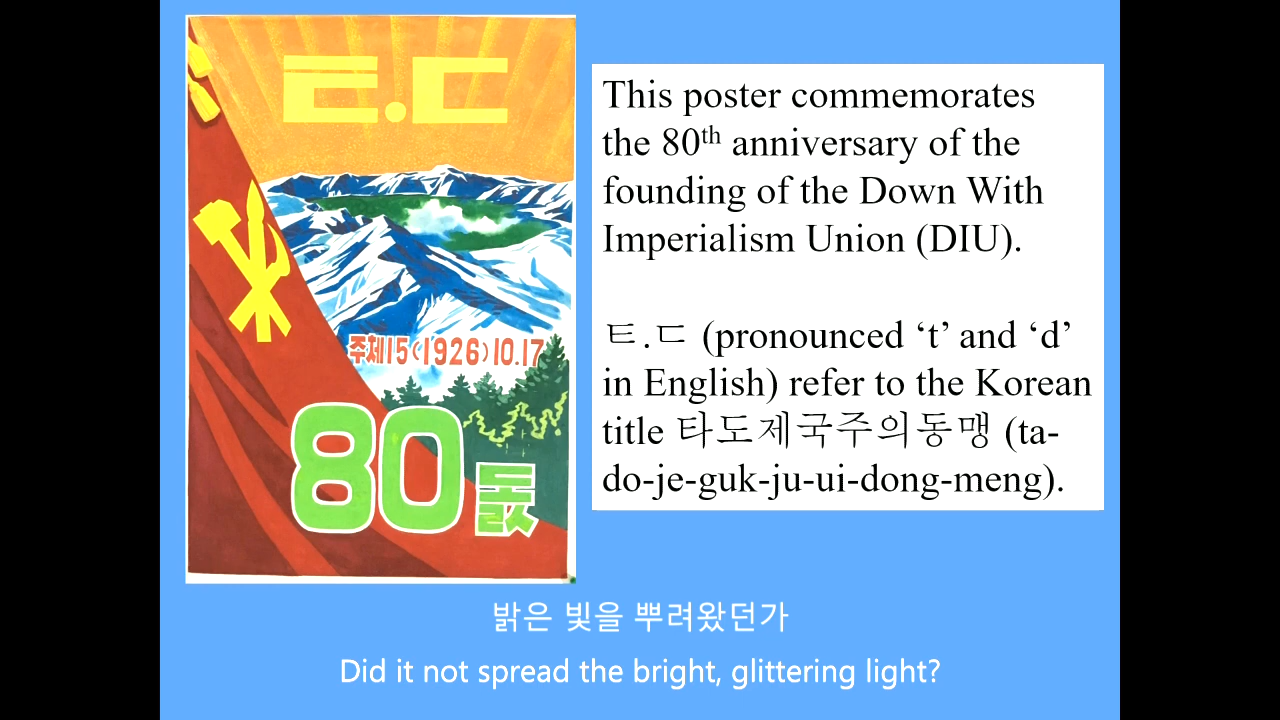 ㅌ.ㄷ
주체15(1926)10.17
80돐
This poster commemorates
the 80th anniversary of the
founding of the Down With
Imperialism Union (DIU).
ㅌ.ㄷ (pronounced ‘t’ and ‘d’
in English) refer to the Korean
title 타도제국주의동맹 (ta-
do-je-guk-ju-ui-dong-meng).
밝은 빛을 뿌려왔던가
Did it not spread the bright, glittering light?